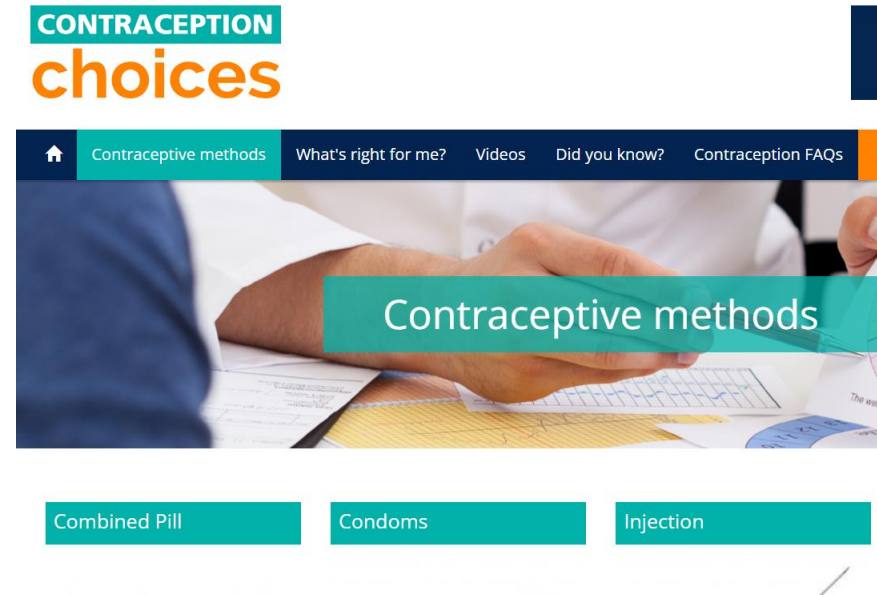 CONTRACEPTION
choices
Contraceptive methods What's right for me? Videos Did you know? Contraception FAQs
Contraceptive methods
The
Combined Pill Condoms Injection